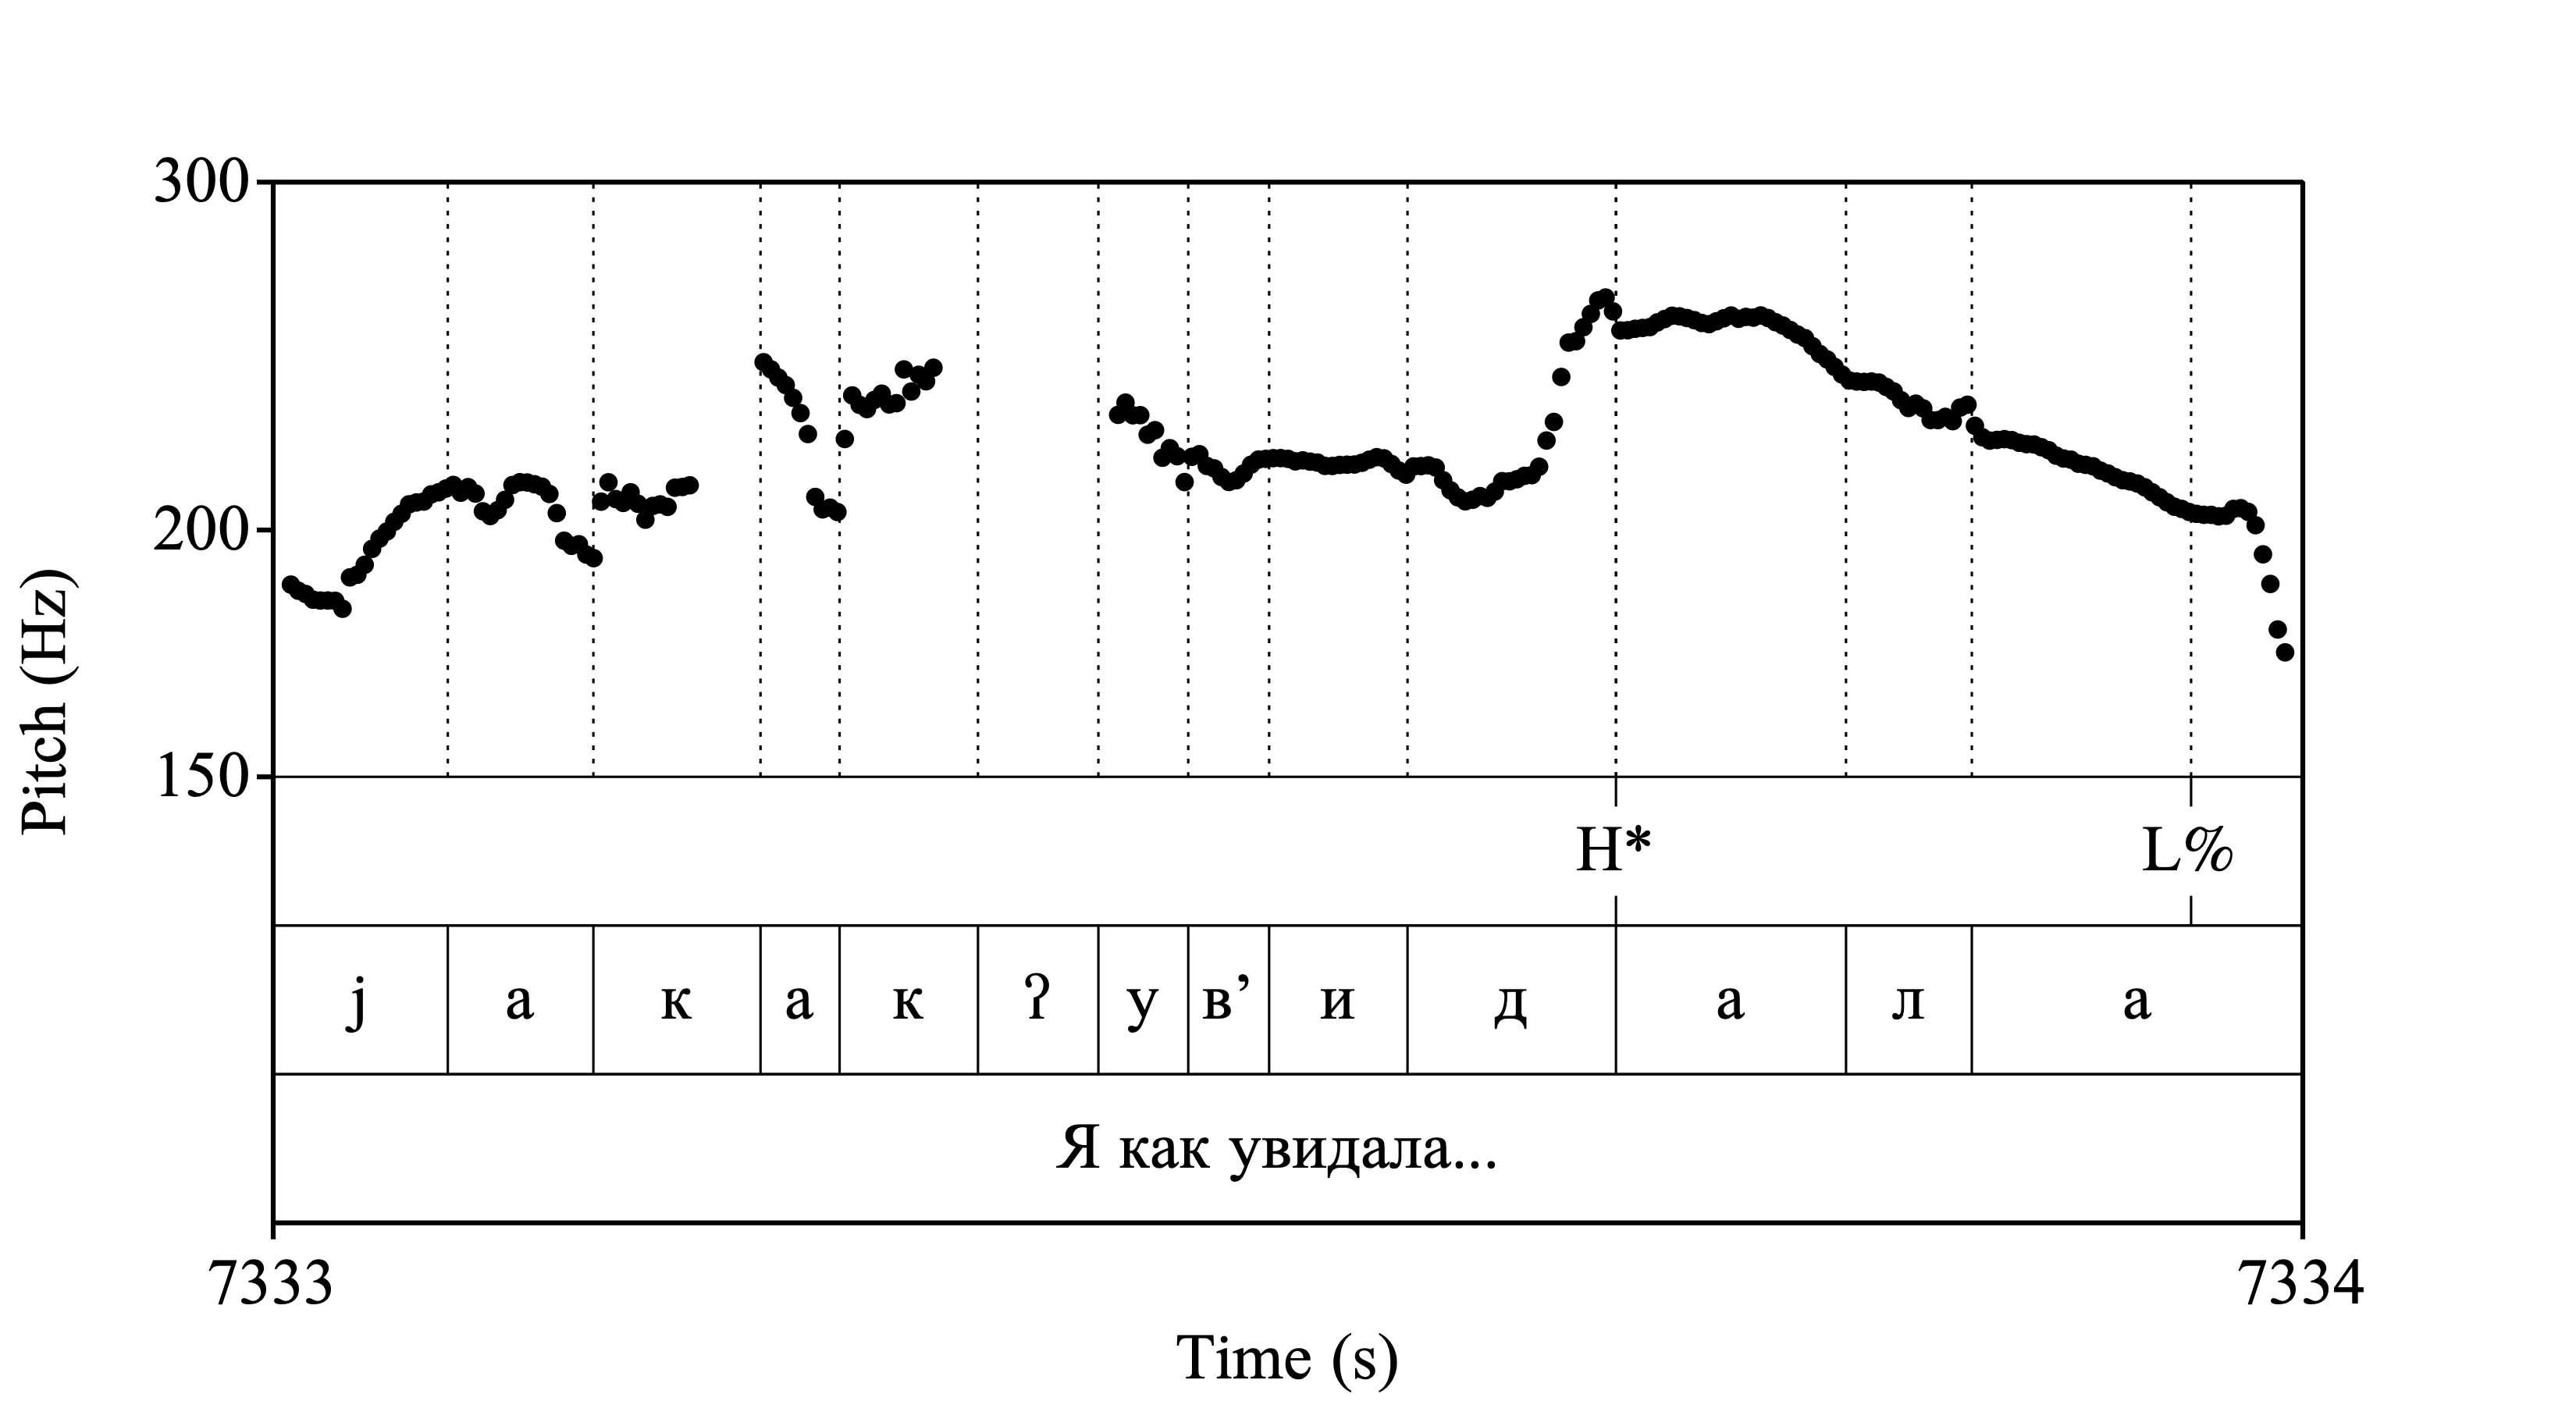 300
200
150
Pitch (Hz)
H* L%
j а к а к ʔ у в’ и д а л а
Я как увидала...
7333 7334
Time (s)